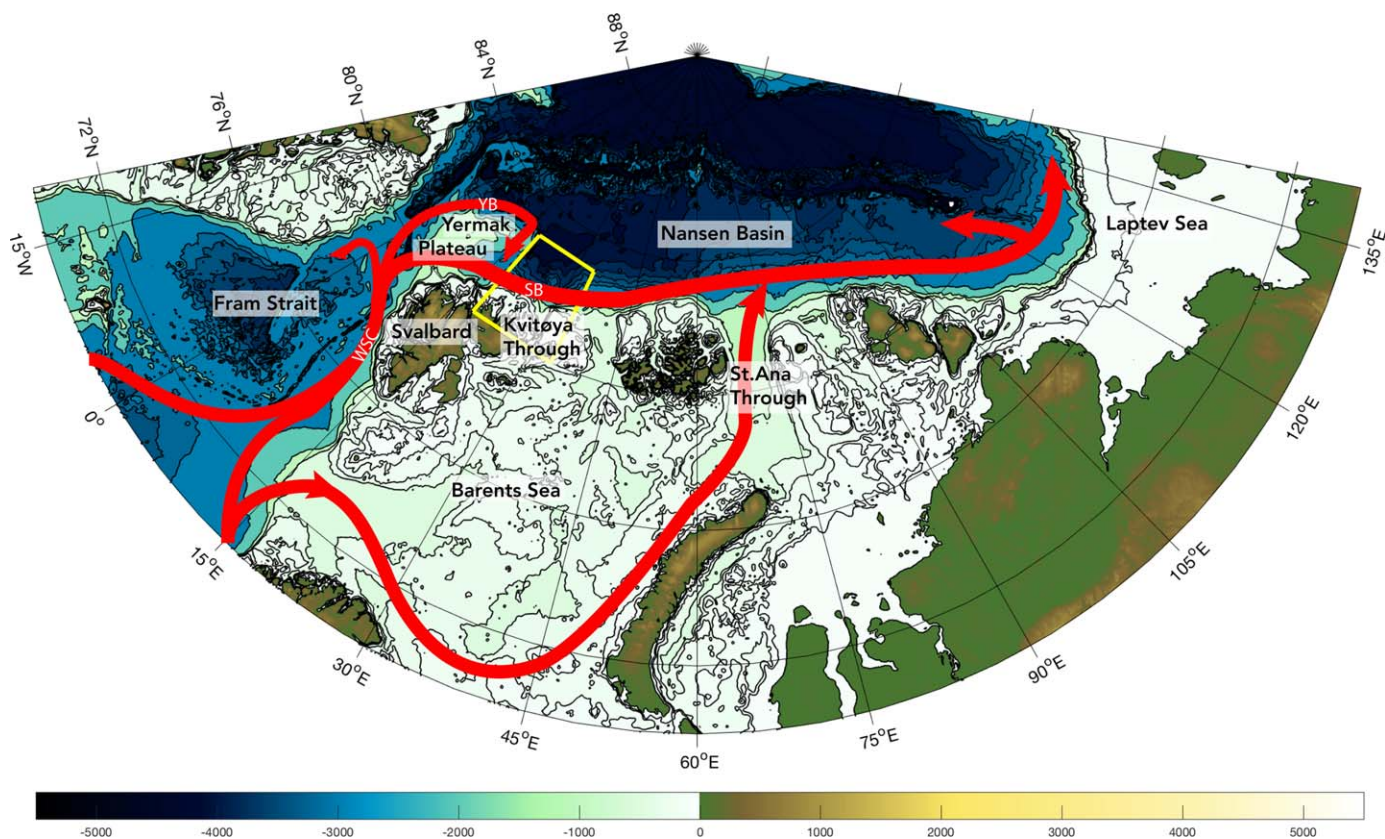 88°N
84°N
80°N
76°N
72°N
15°W
0°
15°E
30°E
45°E
60°E
75°E
90°E
105°E
120°E
135°E
YB
Yermak
Plateau
Nansen Basin
Laptev Sea
Fram Strait
SB
WSC
Svalbard
Kvitøya
Through
St.Ana
Through
Barents Sea
-5000 -4000 -3000 -2000 -1000 0 1000 2000 3000 4000 5000